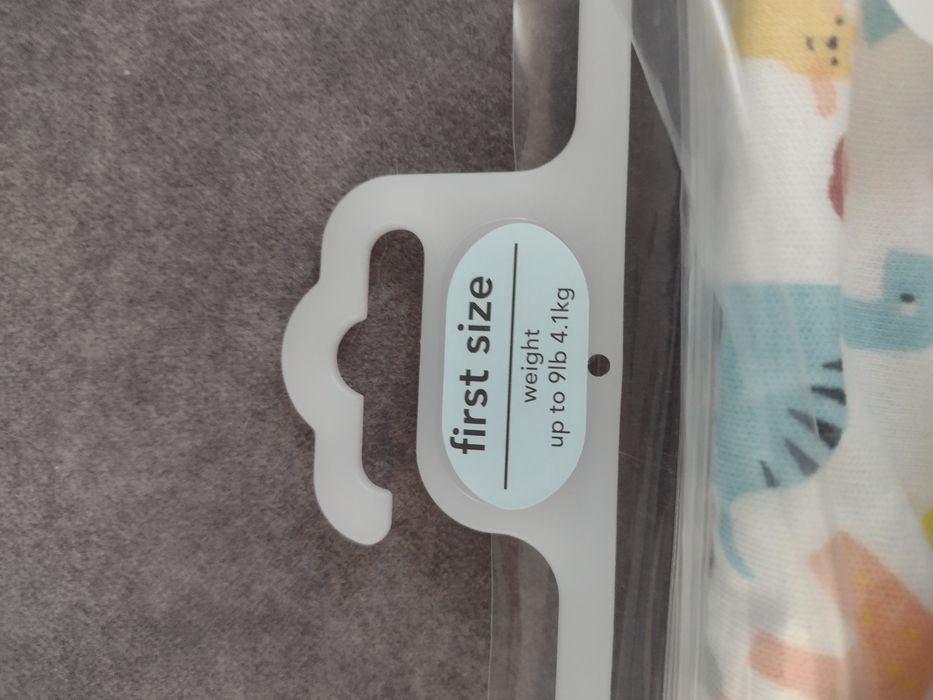 first size
weight
up to 9lb 4.1kg